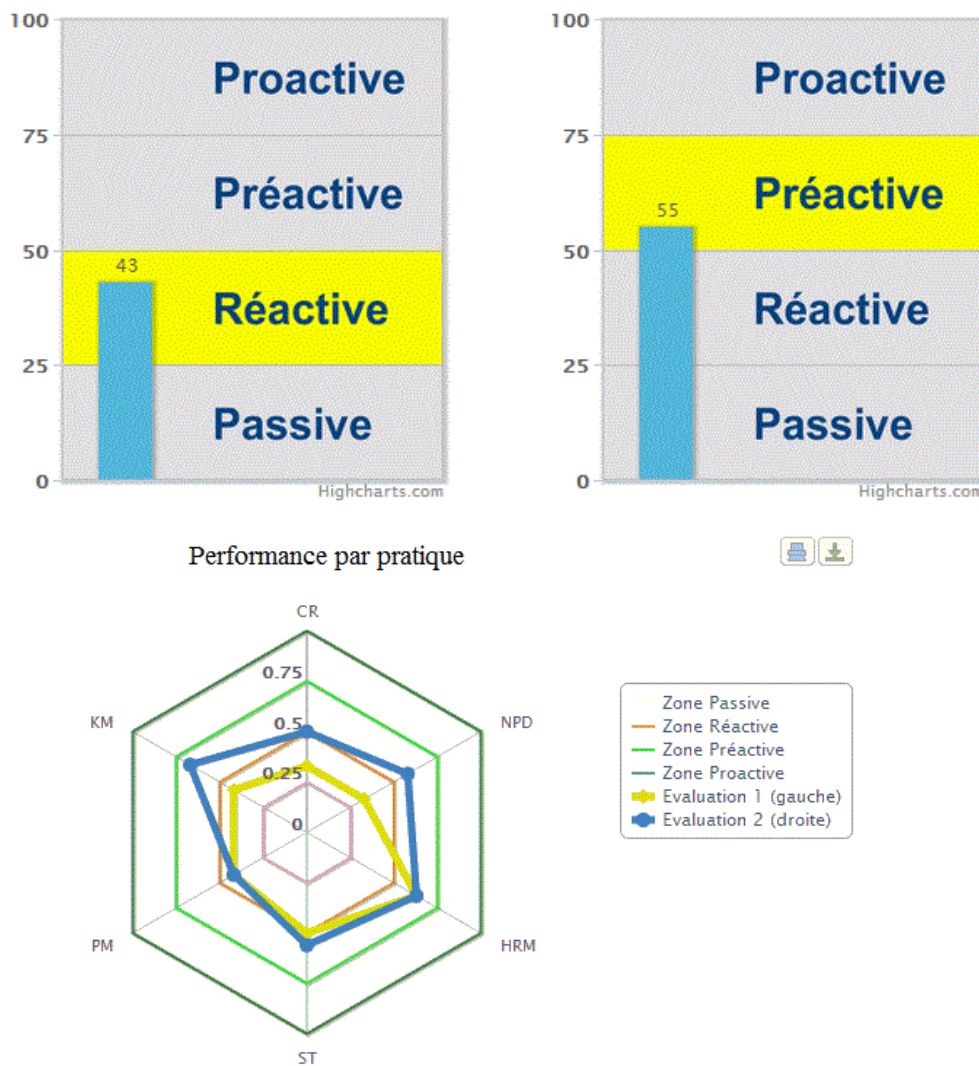 100
Proactive
75
Préactive
50
43
Réactive
25
Passive
0
Highcharts.com
100
Proactive
75
Préactive
55
50
Réactive
25
Passive
0
Highcharts.com
Performance par pratique
CR
0.75
KM
0.5
NPD
0.25
0
PM
HRM
ST
Zone Passive
Zone Réactive
Zone Préactive
Zone Proactive
Evaluation 1 (gauche)
Evaluation 2 (droite)